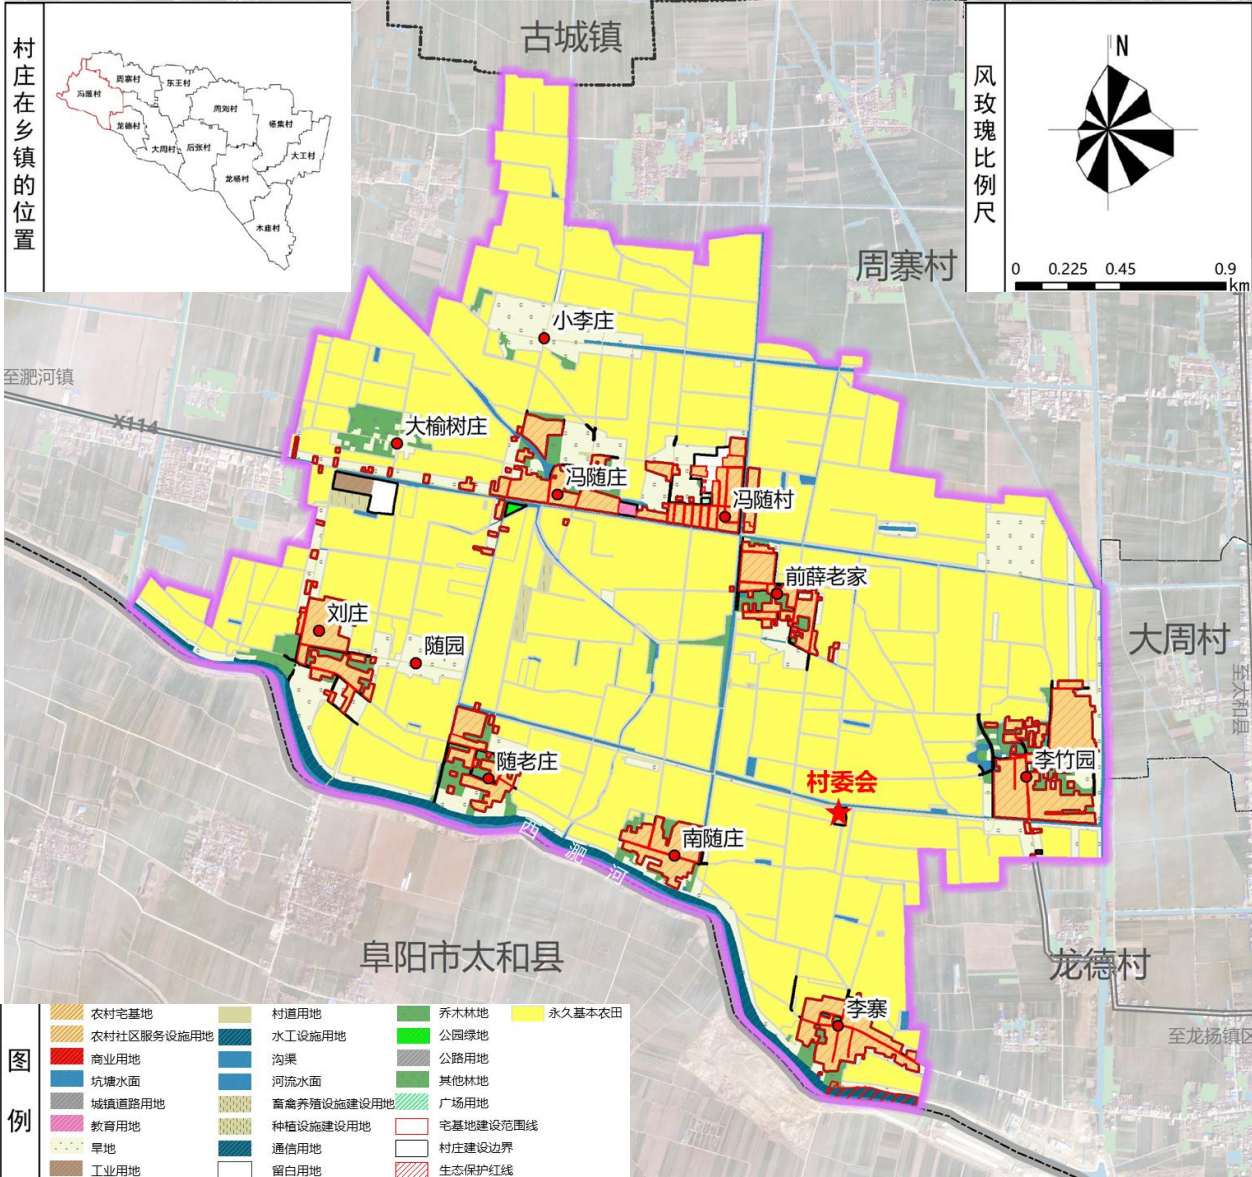 村庄在乡镇的位置
周寨村
东王村
冯随村
周刘村
杨集村
龙德村
大周村
后张村
大王村
龙杨村
木庙村
古城镇
N
风玫瑰比例尺
0 0.225 0.45 0.9
km
周寨村
小李庄
至淝河镇
X114
大榆树庄
冯随庄
冯随村
前薛老家
刘庄
随园
大周村
至太和县
随老庄
李竹园
村委会
西淝河
南随庄
阜阳市太和县
龙德村
李寨
至龙扬镇区
图例
农村宅基地
农村社区服务设施用地
商业用地
坑塘水面
城镇道路用地
教育用地
旱地
工业用地
村道用地
水工设施用地
沟渠
河流水面
畜禽养殖设施建设用地
种植设施建设用地
通信用地
留白用地
乔木林地
公园绿地
公路用地
其他林地
广场用地
宅基地建设范围线
村庄建设边界
生态保护红线
永久基本农田